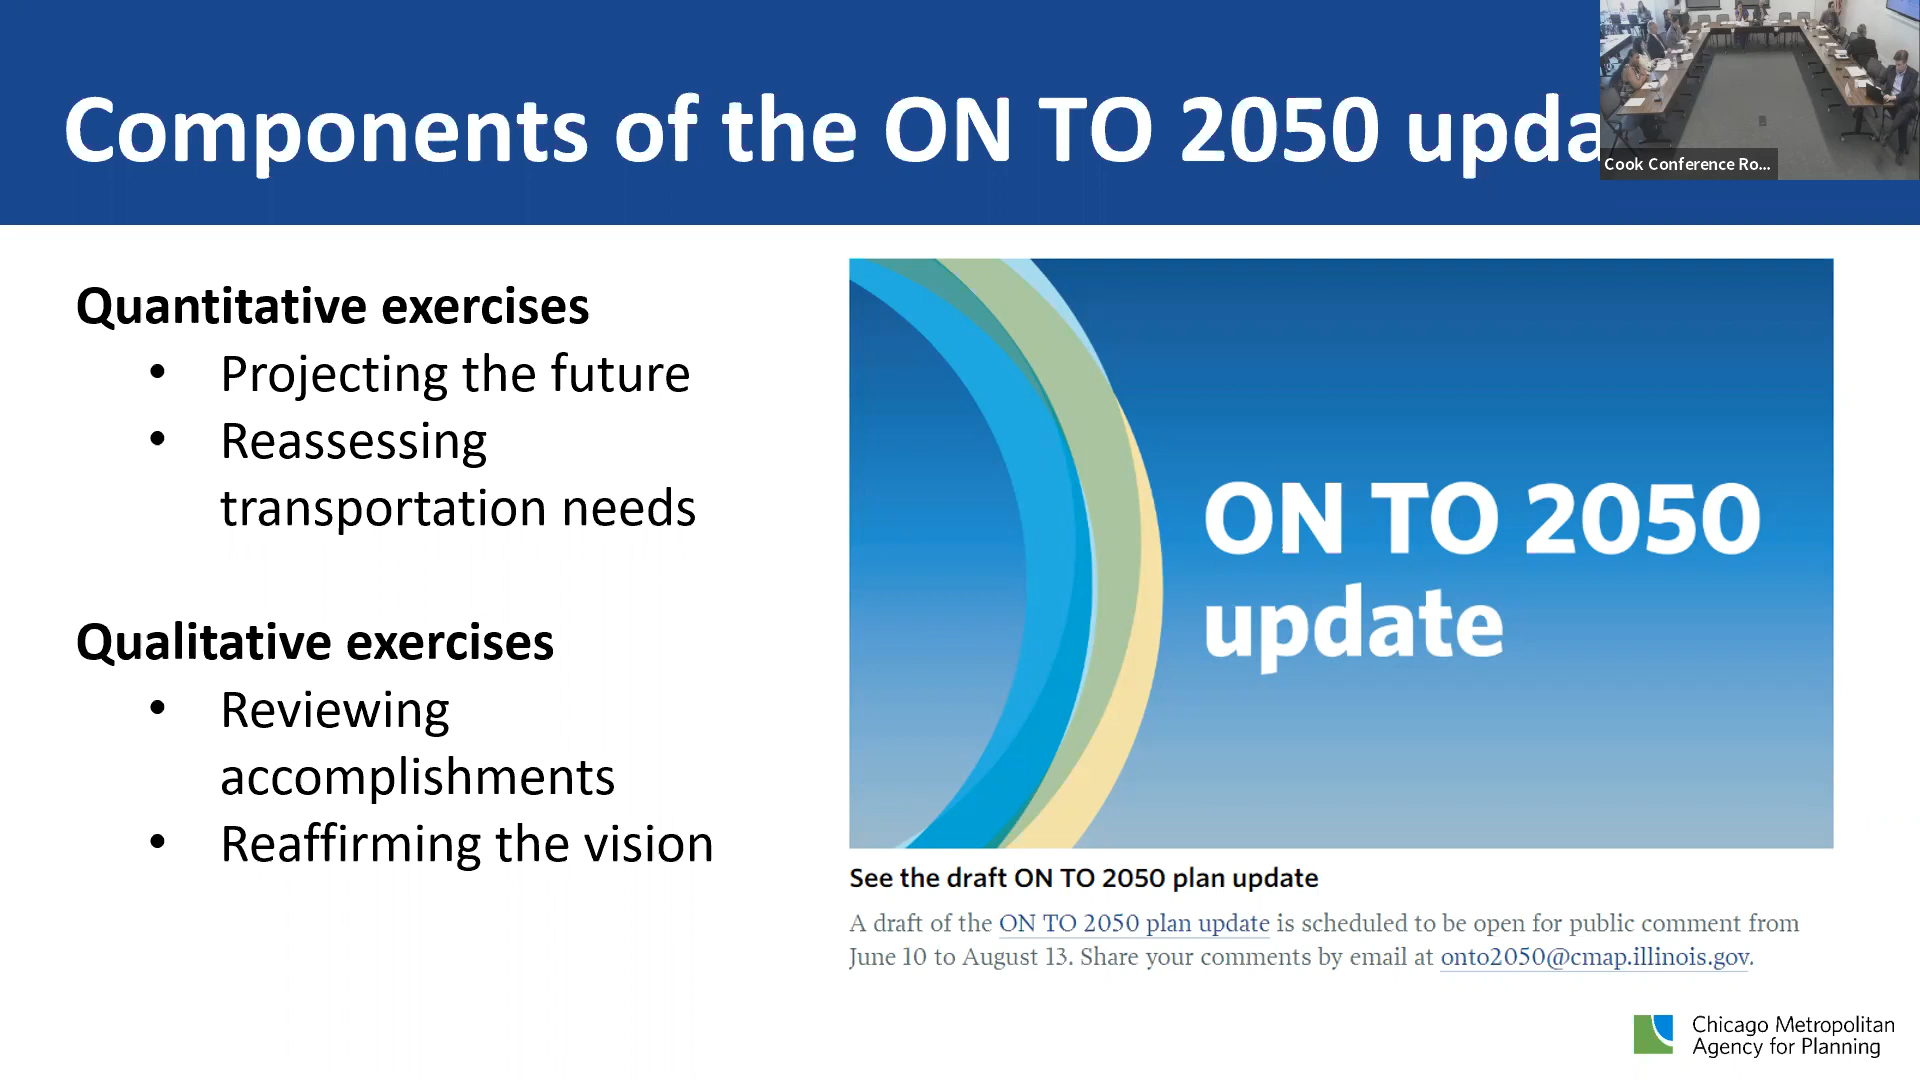 Components of the ON TO 2050 upda
Cook Conference Ro...
Quantitative exercises
• Projecting the future
• Reassessing
transportation needs
Qualitative exercises
• Reviewing
accomplishments
• Reaffirming the vision
ON TO 2050
update
See the draft ON TO 2050 plan update
A draft of the ON TO 2050 plan update is scheduled to be open for public comment from
June 10 to August 13. Share your comments by email at onto2050@cmap.illinois.gov.
Chicago Metropolitan
Agency for Planning